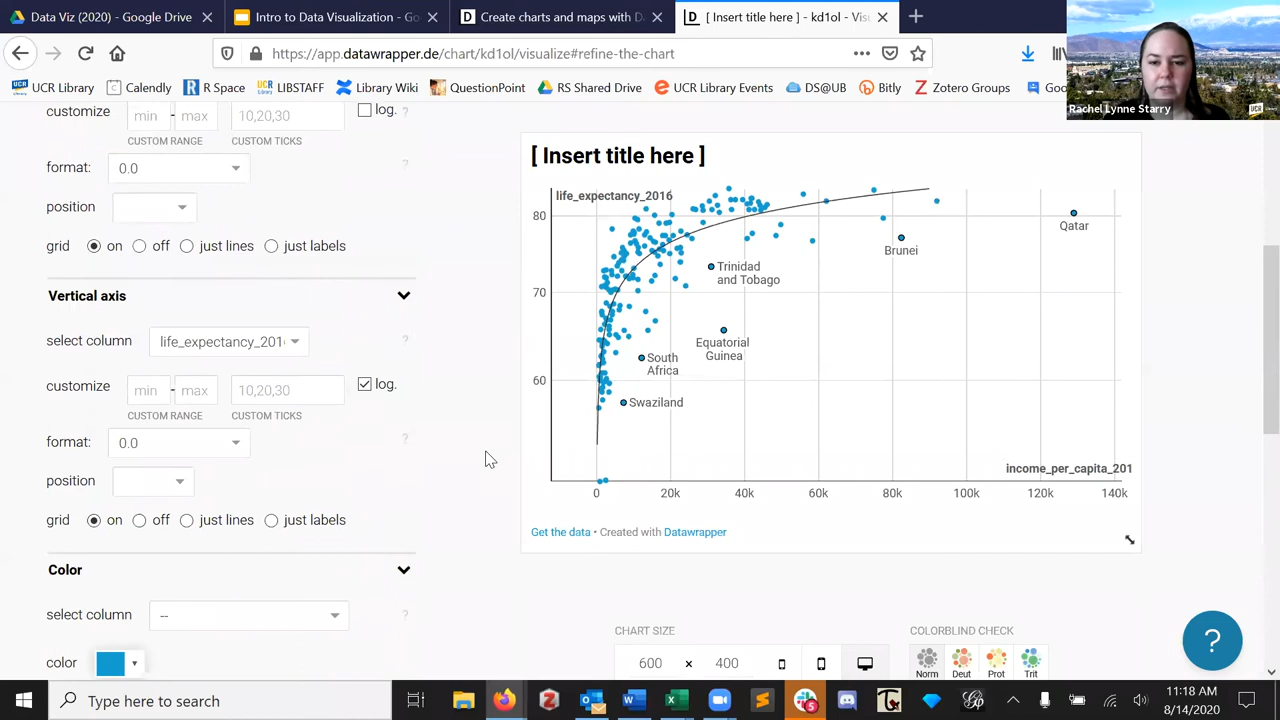 Data Viz (2020) - Google Drive
Intro to Data Visualization - Go
Create charts and maps with D
[ Insert title here ] - kd1ol - Vis
https://app.datawrapper.de/chart/kd1ol/visualize#refine-the-chart
UCR Library
Calendly
R Space
LIBSTAFF
Library Wiki
QuestionPoint
RS Shared Drive
UCR Library Events
DS@UB
Bitly
Zotero Groups
Goo
Rachel Lynne Starry
customize
min
-
max
10,20,30
log.
?
CUSTOM RANGE
CUSTOM TICKS
format:
0.0
?
position
grid
on
off
just lines
just labels
Vertical axis
select column
life_expectancy_201
?
customize
min
-
max
10,20,30
log.
CUSTOM RANGE
CUSTOM TICKS
format:
0.0
?
position
grid
on
off
just lines
just labels
Color
select column
--
?
color
[ Insert title here ]
life_expectancy_2016
80
70
60
Qatar
Brunei
Trinidad
and Tobago
Equatorial
Guinea
South
Africa
Swaziland
income_per_capita_201
0
20k
40k
60k
80k
100k
120k
140k
Get the data • Created with Datawrapper
CHART SIZE
600
×
400
COLORBLIND CHECK
Norm
Deut
Prot
Trit
?
Type here to search
11:18 AM
8/14/2020